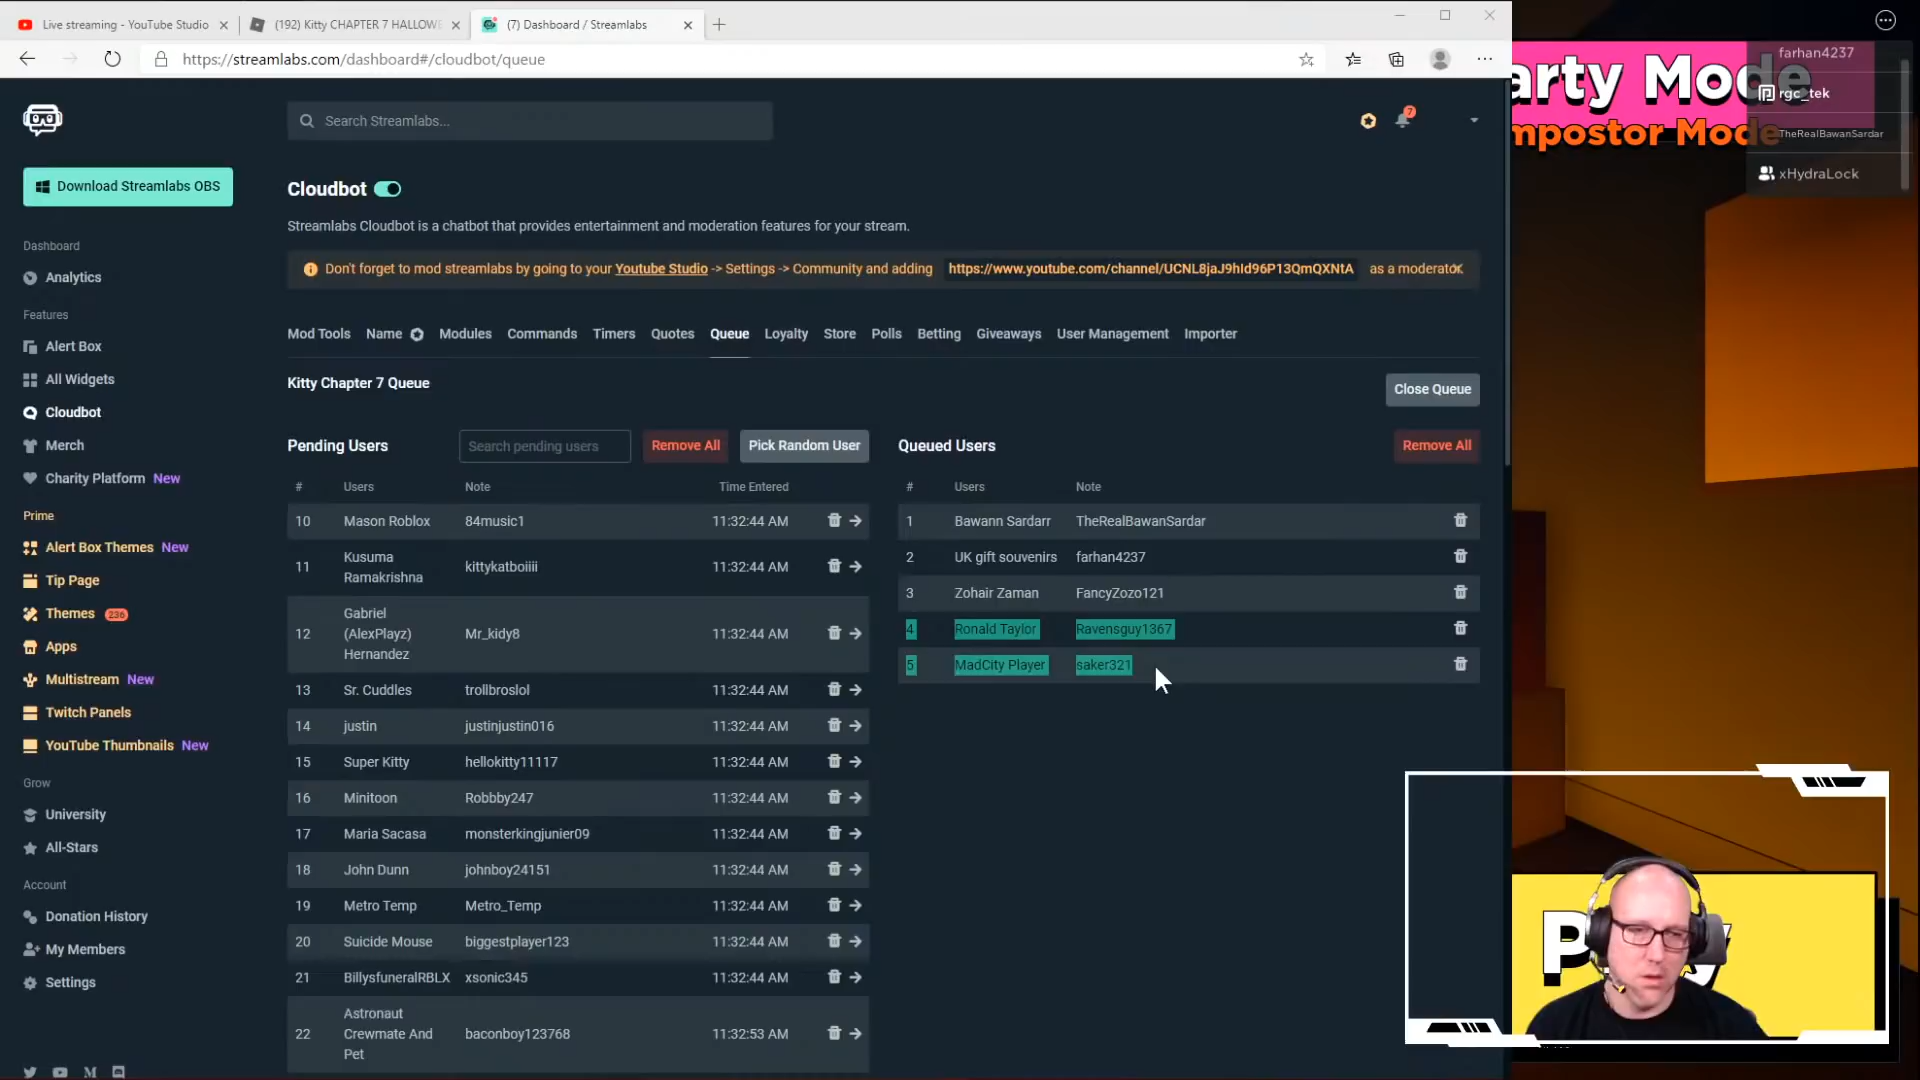 Live streaming - YouTube Studio
(192) Kitty CHAPTER 7 HALLOWE
(7) Dashboard / Streamlabs
https://streamlabs.com/dashboard#/cloudbot/queue
farhan4237
arty Mode
rgc_tek
mpostor Mode
TheRealBawanSardar
xHydraLock
Search Streamlabs...
7
Download Streamlabs OBS
Cloudbot
Streamlabs Cloudbot is a chatbot that provides entertainment and moderation features for your stream.
Don't forget to mod streamlabs by going to your Youtube Studio -> Settings -> Community and adding https://www.youtube.com/channel/UCNL8jaJ9hId96P13QmQXNtA as a moderator
Dashboard
Analytics
Features
Alert Box
All Widgets
Cloudbot
Merch
Charity Platform New
Prime
Alert Box Themes New
Tip Page
Themes 236
Apps
Multistream New
Twitch Panels
YouTube Thumbnails New
Grow
University
All-Stars
Account
Donation History
My Members
Settings
Mod Tools Name Modules Commands Timers Quotes Queue Loyalty Store Polls Betting Giveaways User Management Importer
Kitty Chapter 7 Queue
Close Queue
Pending Users
Search pending users
Remove All
Pick Random User
# Users Note Time Entered
10 Mason Roblox 84music1 11:32:44 AM
11 Kusuma Ramakrishna kittykatboiiii 11:32:44 AM
12 Gabriel (AlexPlayz) Hernandez Mr_kidy8 11:32:44 AM
13 Sr. Cuddles trollbroslol 11:32:44 AM
14 justin justinjustin016 11:32:44 AM
15 Super Kitty hellokitty11117 11:32:44 AM
16 Minitoon Robbby247 11:32:44 AM
17 Maria Sacasa monsterkingjunier09 11:32:44 AM
18 John Dunn johnboy24151 11:32:44 AM
19 Metro Temp Metro_Temp 11:32:44 AM
20 Suicide Mouse biggestplayer123 11:32:44 AM
21 BillysfuneralRBLX xsonic345 11:32:44 AM
22 Astronaut Crewmate And Pet baconboy123768 11:32:53 AM
Queued Users
Remove All
# Users Note
1 Bawann Sardarr TheRealBawanSardar
2 UK gift souvenirs farhan4237
3 Zohair Zaman FancyZozo121
4 Ronald Taylor Ravensguy1367
5 MadCity Player saker321